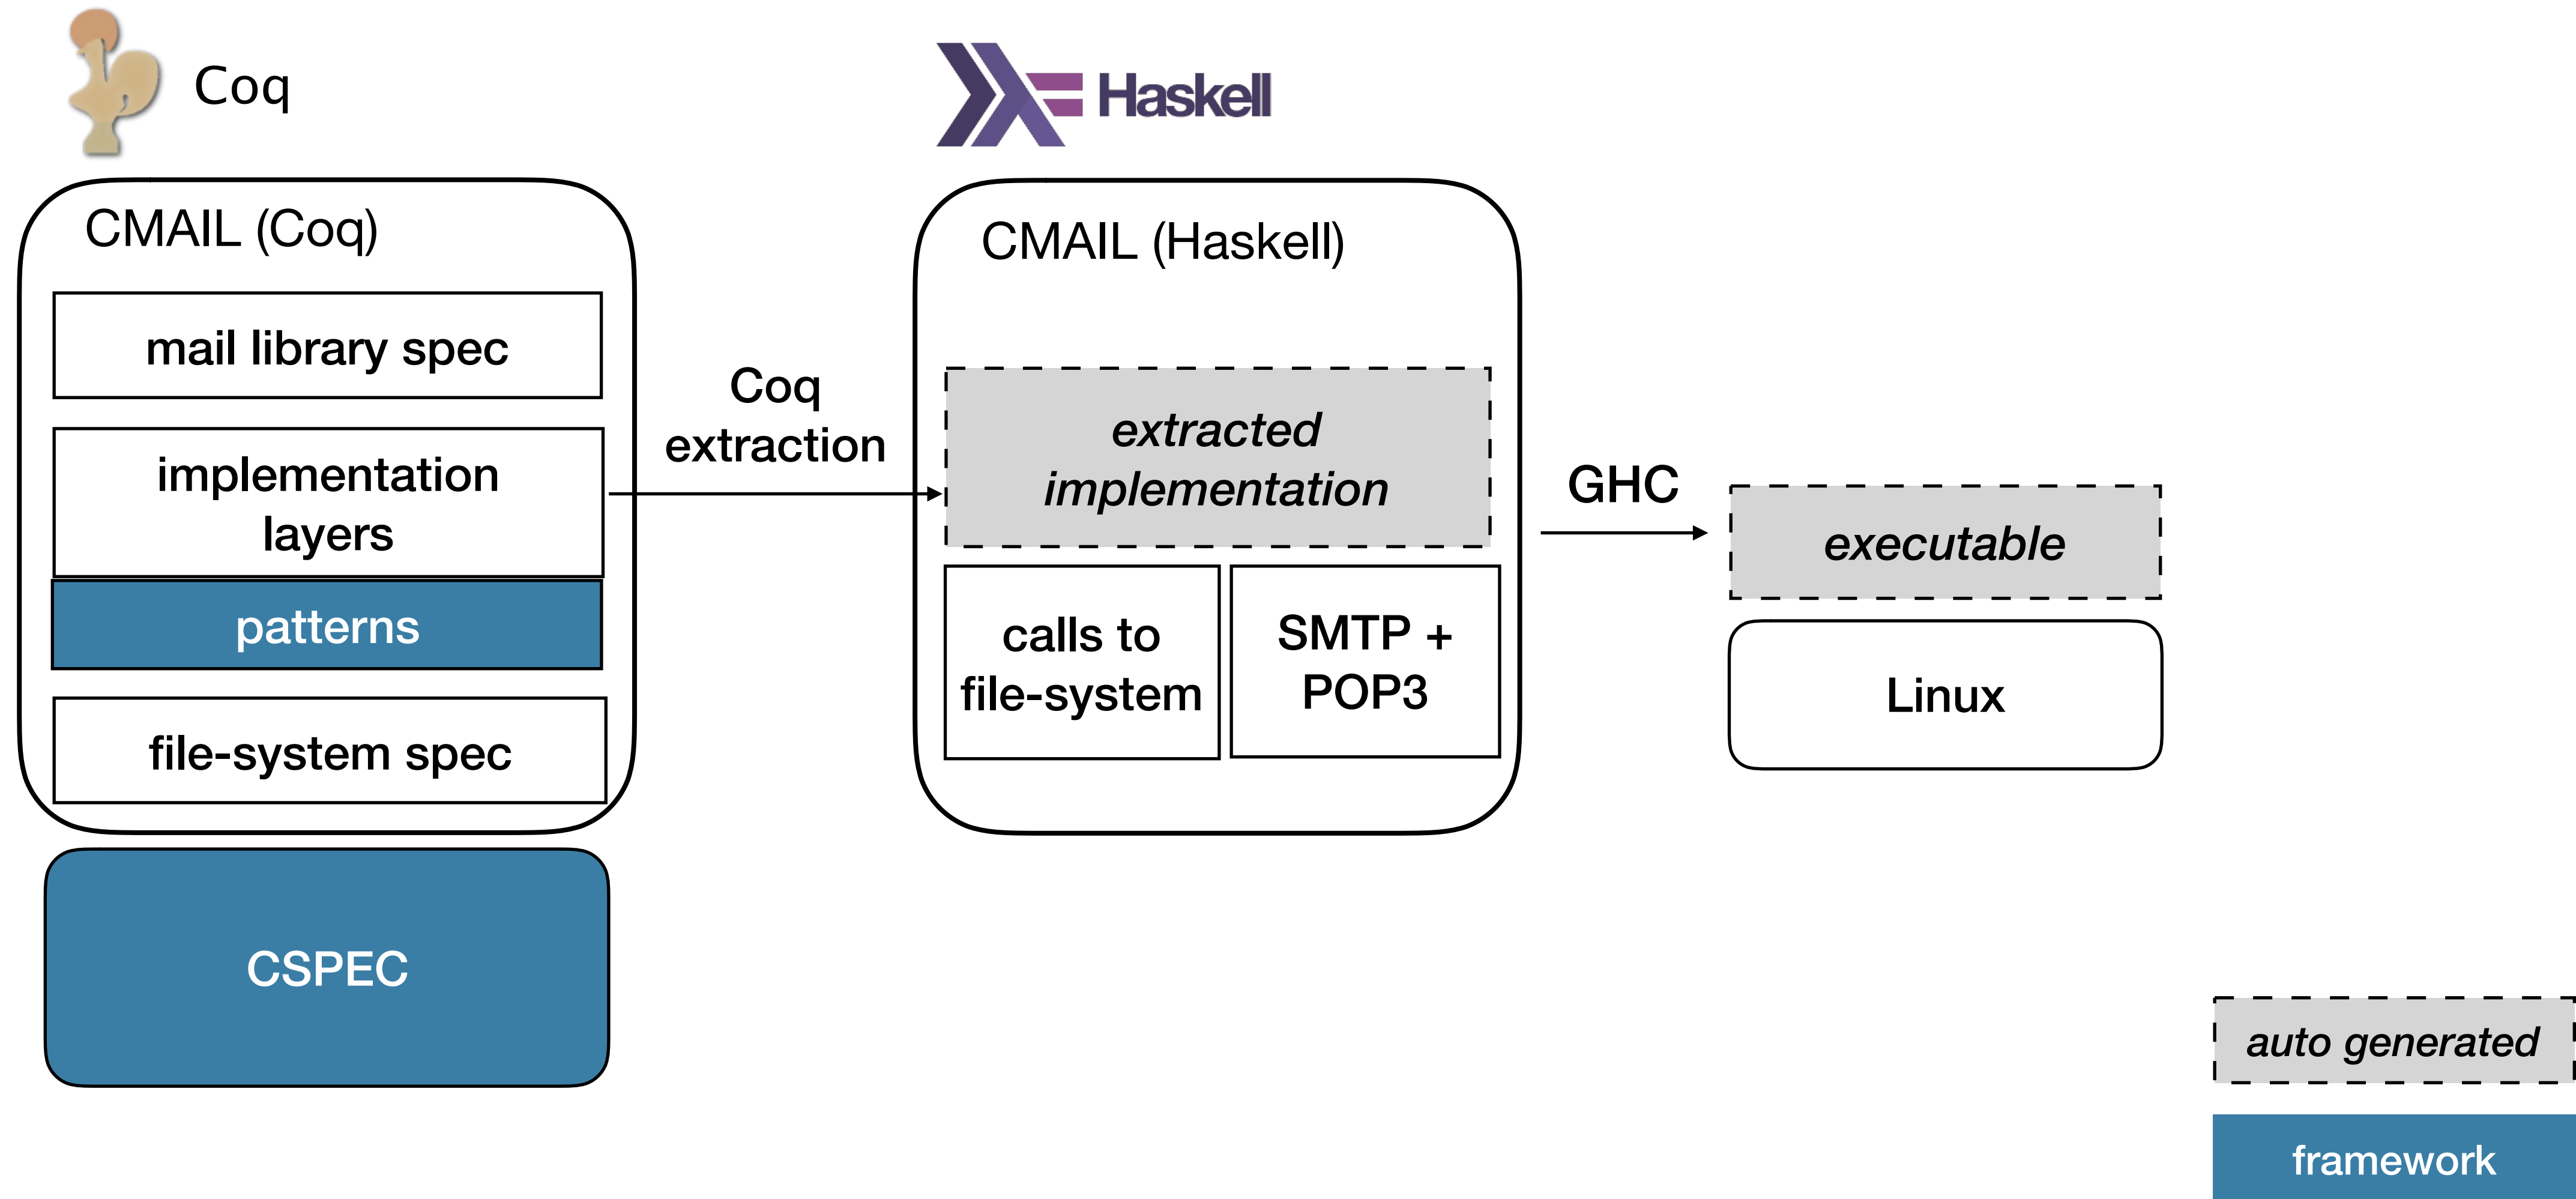 Coq
Haskell
CMAIL (Coq)
mail library spec
implementation
layers
patterns
file-system spec
CSPEC
Coq
extraction
CMAIL (Haskell)
extracted
implementation
calls to
file-system
SMTP +
POP3
GHC
executable
Linux
auto generated
framework